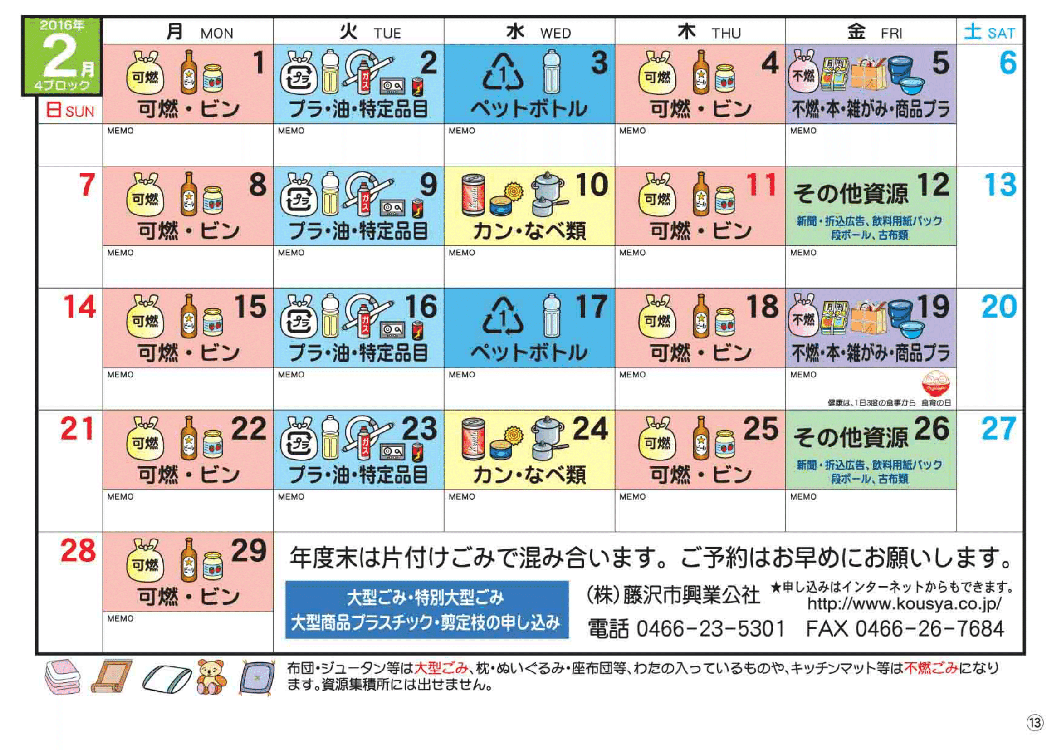 2016年
2月
4ブロック
月 MON 火 TUE 水 WED 木 THU 金 FRI 土 SAT
日 SUN
可燃 1
可燃・ビン
プラ ガス 2
プラ・油・特定品目
1 3
ペットボトル
可燃 4
可燃・ビン
不燃 5
不燃・本・雑がみ・商品プラ
6
MEMO MEMO MEMO MEMO MEMO
7
可燃 8
可燃・ビン
プラ ガス 9
プラ・油・特定品目
10
カン・なべ類
可燃 11
可燃・ビン
その他資源 12
新聞・折込広告、飲料用紙パック
段ボール、古布類
13
MEMO MEMO MEMO MEMO MEMO
14
可燃 15
可燃・ビン
プラ ガス 16
プラ・油・特定品目
1 17
ペットボトル
可燃 18
可燃・ビン
不燃 19
不燃・本・雑がみ・商品プラ
20
MEMO MEMO MEMO MEMO MEMO
健康は、1日3回の食事から 食育の日
21
可燃 22
可燃・ビン
プラ ガス 23
プラ・油・特定品目
24
カン・なべ類
可燃 25
可燃・ビン
その他資源 26
新聞・折込広告、飲料用紙パック
段ボール、古布類
27
MEMO MEMO MEMO MEMO MEMO
28
可燃 29
可燃・ビン
MEMO
年度末は片付けごみで混み合います。ご予約はお早めにお願いします。
大型ごみ・特別大型ごみ
大型商品プラスチック・剪定枝の申し込み
(株)藤沢市興業公社 ★申し込みはインターネットからもできます。
http://www.kousya.co.jp/
電話 0466-23-5301 FAX 0466-26-7684
布団・ジュータン等は大型ごみ、枕・ぬいぐるみ・座布団等、わたの入っているものや、キッチンマット等は不燃ごみになり
ます。資源集積所には出せません。
⑬